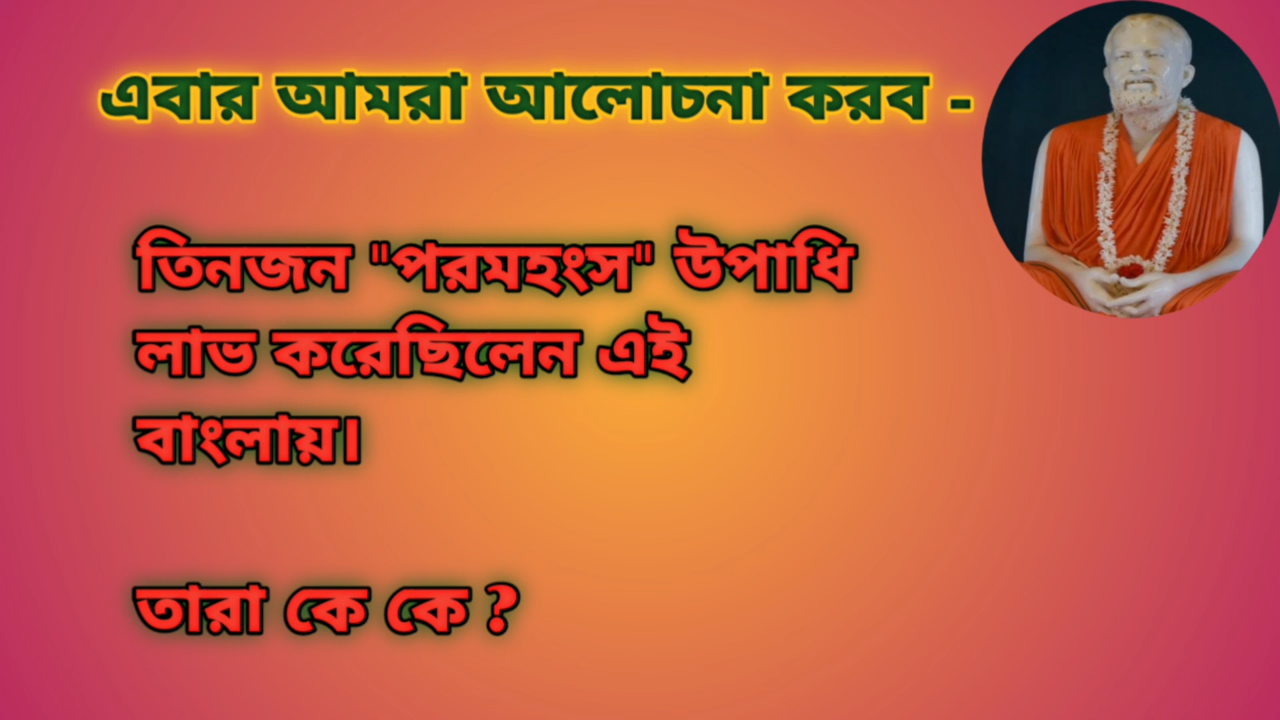 এবার আমরা আলোচনা করব -
তিনজন "পরমহংস" উপাধি
লাভ করেছিলেন এই
বাংলায়।
তারা কে কে ?